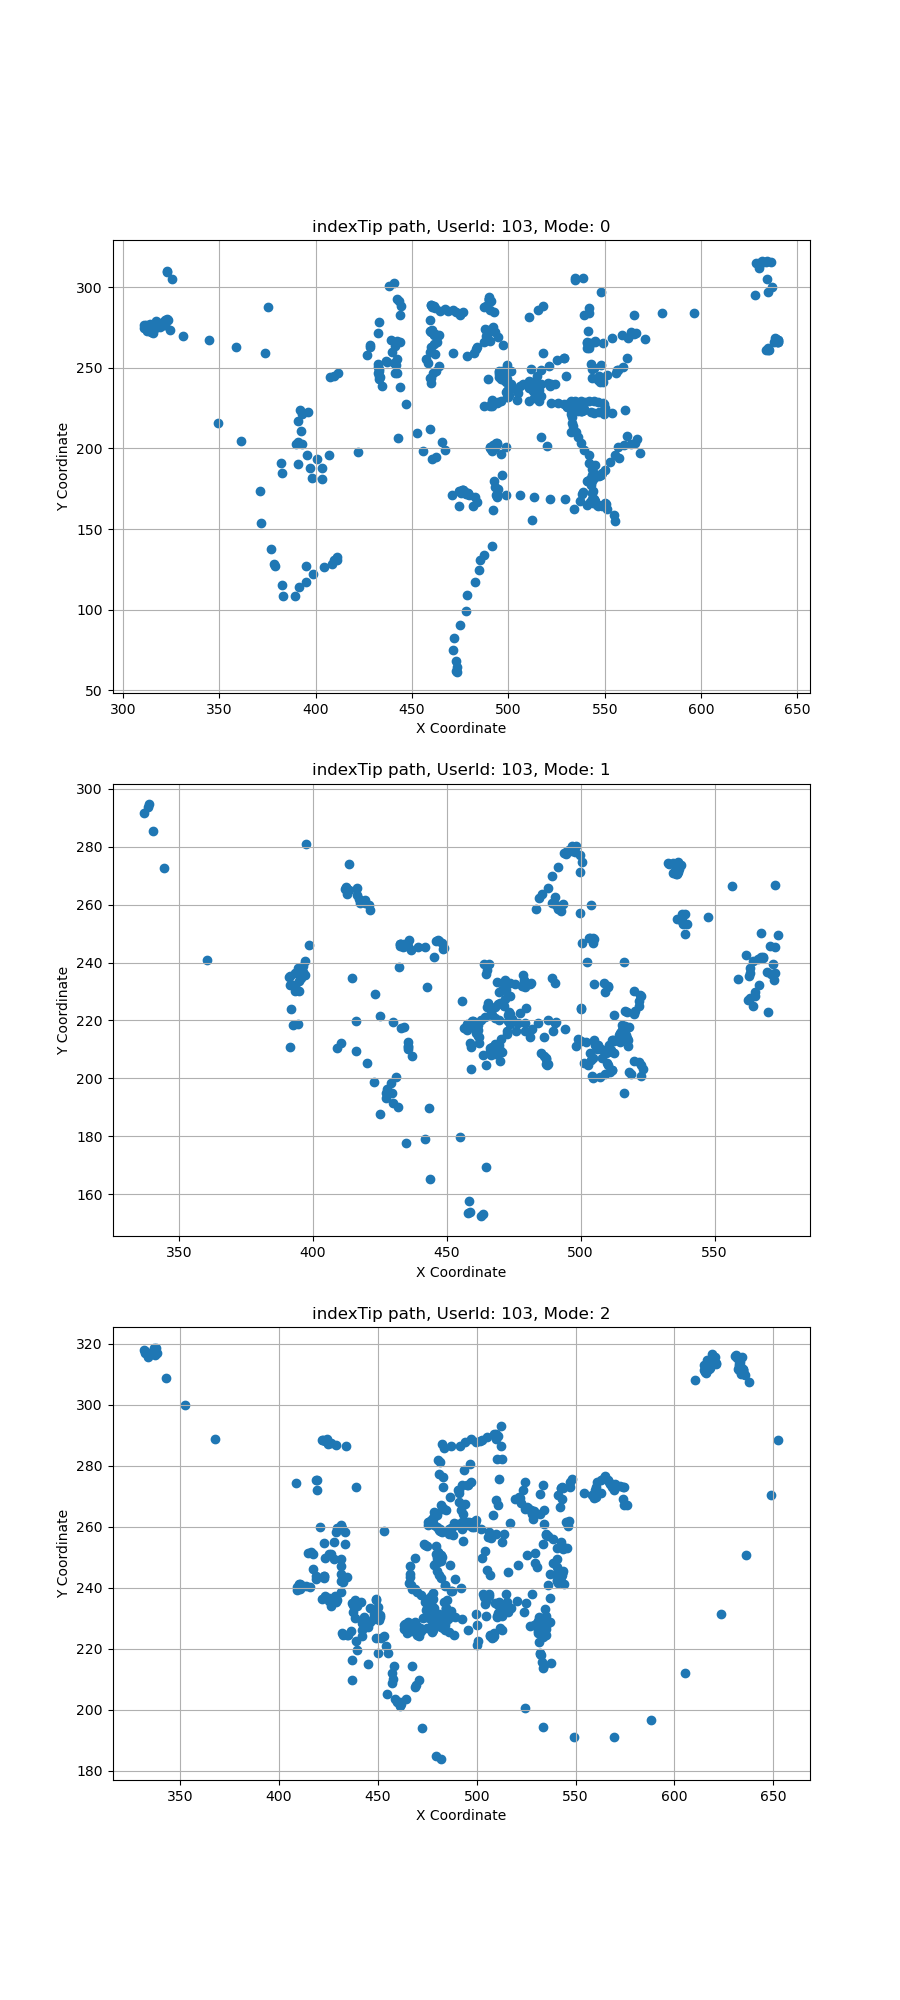 indexTip path, UserId: 103, Mode: 0
300
250
200
150
100
50
Y Coordinate
300 350 400 450 500 550 600 650
X Coordinate
indexTip path, UserId: 103, Mode: 1
300
280
260
240
220
200
180
160
Y Coordinate
350 400 450 500 550
X Coordinate
indexTip path, UserId: 103, Mode: 2
320
300
280
260
240
220
200
180
Y Coordinate
350 400 450 500 550 600 650
X Coordinate